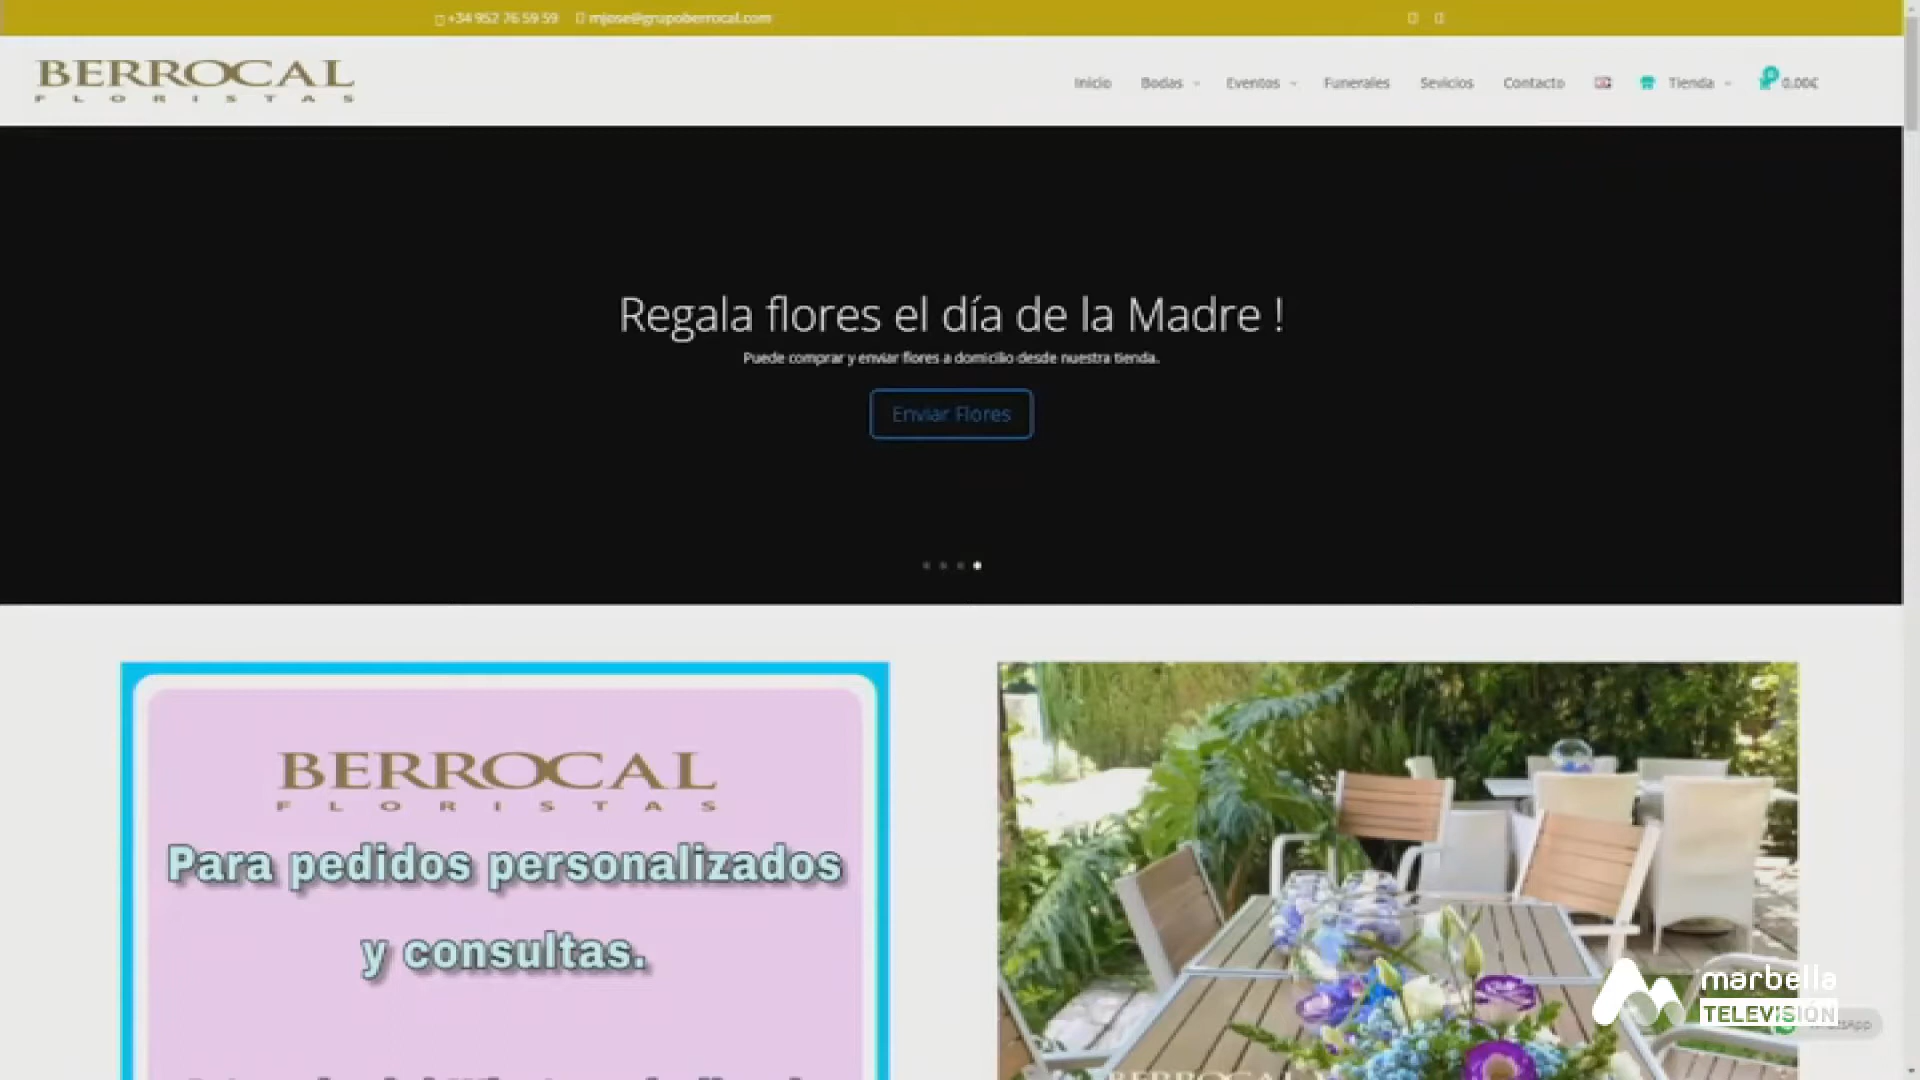 +34 952 76 59 59 mjose@grupoberrocal.com
BERROCAL
FLORISTAS
Inicio Bodas Eventos Funerales Sevicios Contacto Tienda 0 0.00€
Regala flores el día de la Madre !
Puede comprar y enviar flores a domicilio desde nuestra tienda.
Enviar Flores
BERROCAL
FLORISTAS
Para pedidos personalizados
y consultas.
BERROCAL
marbella
TELEVISIÓN